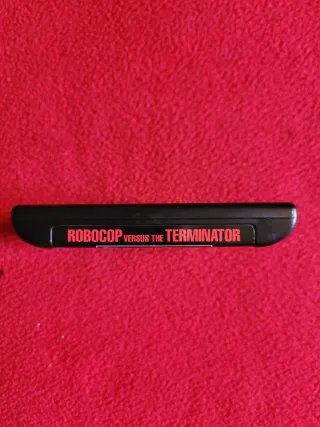 ROBOCOP VERSUS THE TERMINATOR